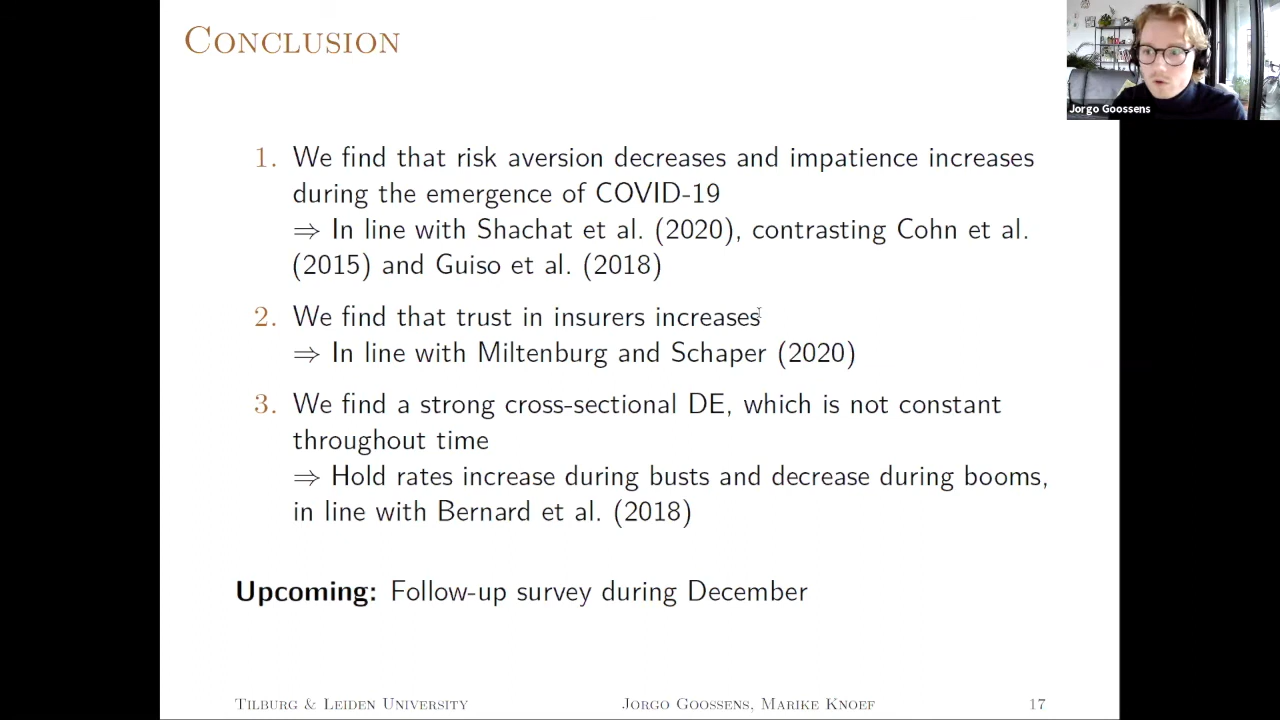 CONCLUSION
Jorgo Goossens
1. We find that risk aversion decreases and impatience increases
during the emergence of COVID-19
⇒ In line with Shachat et al. (2020), contrasting Cohn et al.
(2015) and Guiso et al. (2018)
2. We find that trust in insurers increases
⇒ In line with Miltenburg and Schaper (2020)
3. We find a strong cross-sectional DE, which is not constant
throughout time
⇒ Hold rates increase during busts and decrease during booms,
in line with Bernard et al. (2018)
Upcoming: Follow-up survey during December
TILBURG & LEIDEN UNIVERSITY JORGO GOOSSENS, MARIKE KNOEF 17